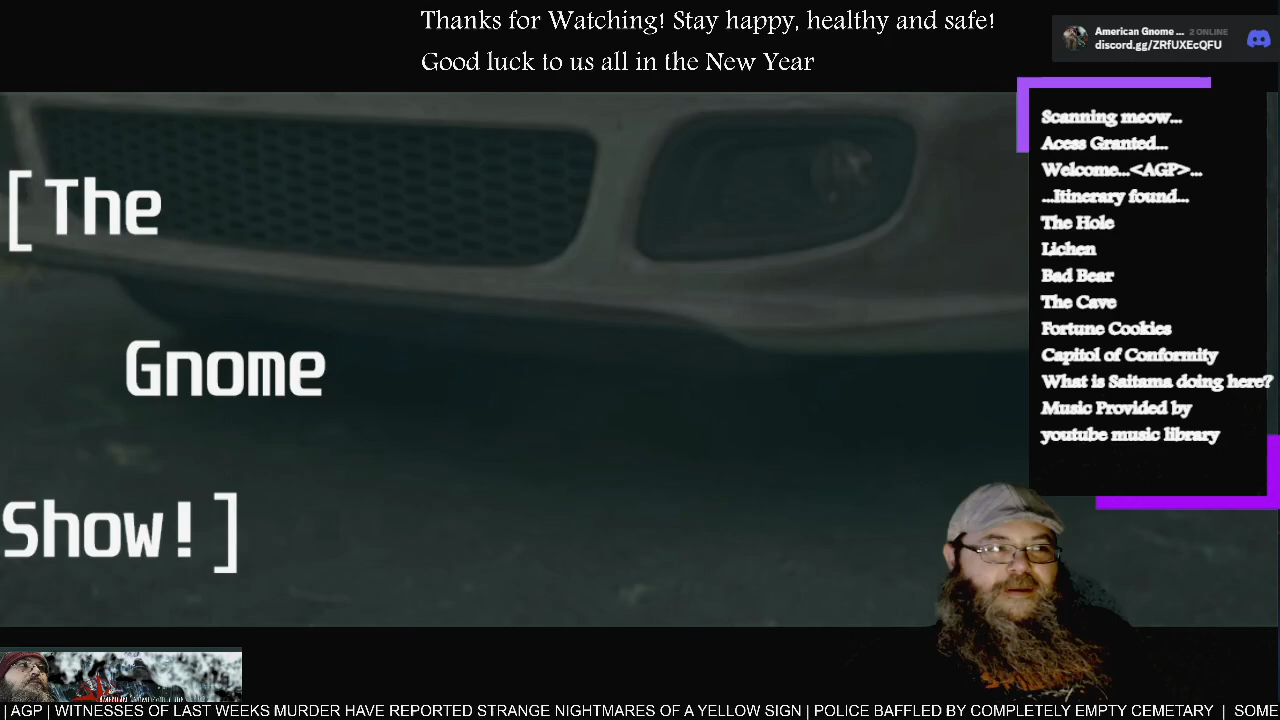 Thanks for Watching! Stay happy, healthy and safe!
Good luck to us all in the New Year
American Gnome ... 2 ONLINE
discord.gg/ZRfUXEcQFU
Scanning meow...
Acess Granted...
Welcome...<AGP>...
...Itinerary found...
The Hole
Lichen
Bad Bear
The Cave
Fortune Cookies
Capitol of Conformity
What is Saitama doing here?
Music Provided by
youtube music library
[The
Gnome
Show!]
| AGP | WITNESSES OF LAST WEEKS MURDER HAVE REPORTED STRANGE NIGHTMARES OF A YELLOW SIGN | POLICE BAFFLED BY COMPLETELY EMPTY CEMETARY | SOME